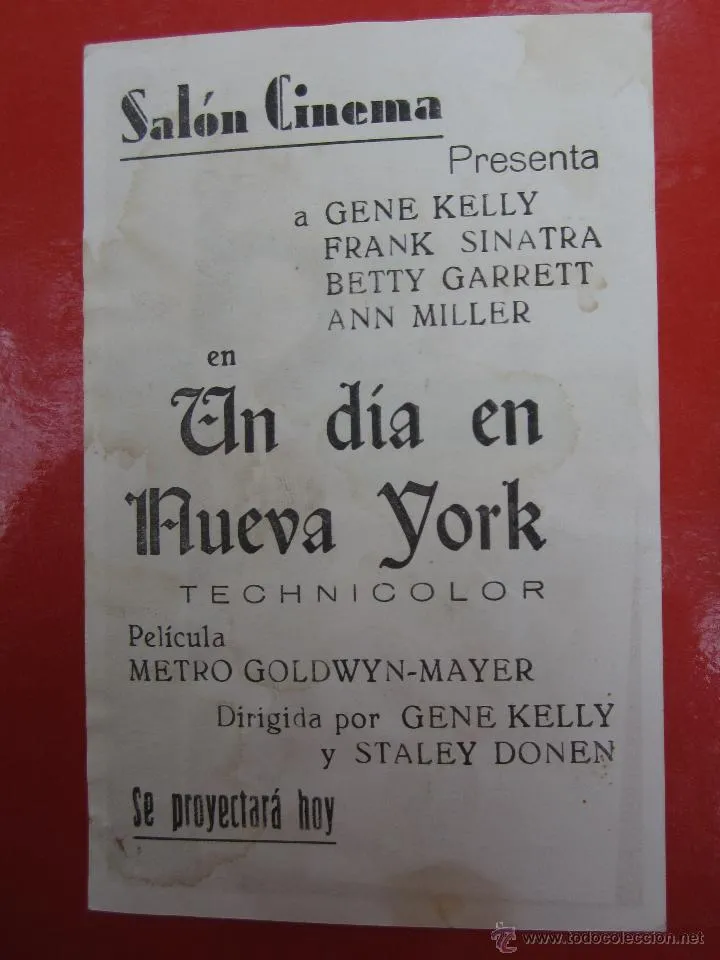 Salón Cinema
Presenta
a GENE KELLY
FRANK SINATRA
BETTY GARRETT
ANN MILLER
en
Un día en
Nueva York
TECHNICOLOR
Película
METRO GOLDWYN-MAYER
Dirigida por GENE KELLY
y STALEY DONEN
Se proyectará hoy
© www.todocoleccion.net